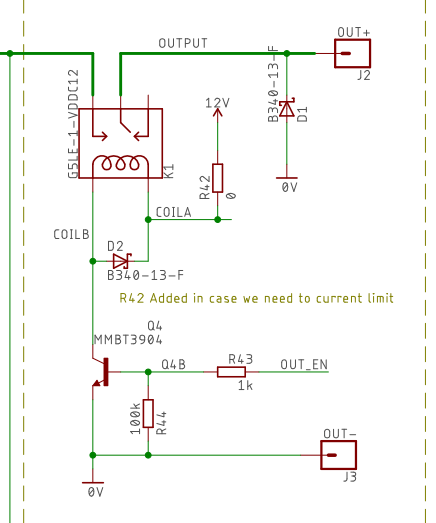 OUT+
OUTPUT
J2
B340-13-F
D1
G5LE-1-VDDC12
12V
K1
R42
0
0V
COILA
COILB
D2
B340-13-F
R42 Added in case we need to current limit
Q4
MMBT3904
R43
Q4B
OUT_EN
1k
100k
R44
OUT-
J3
0V